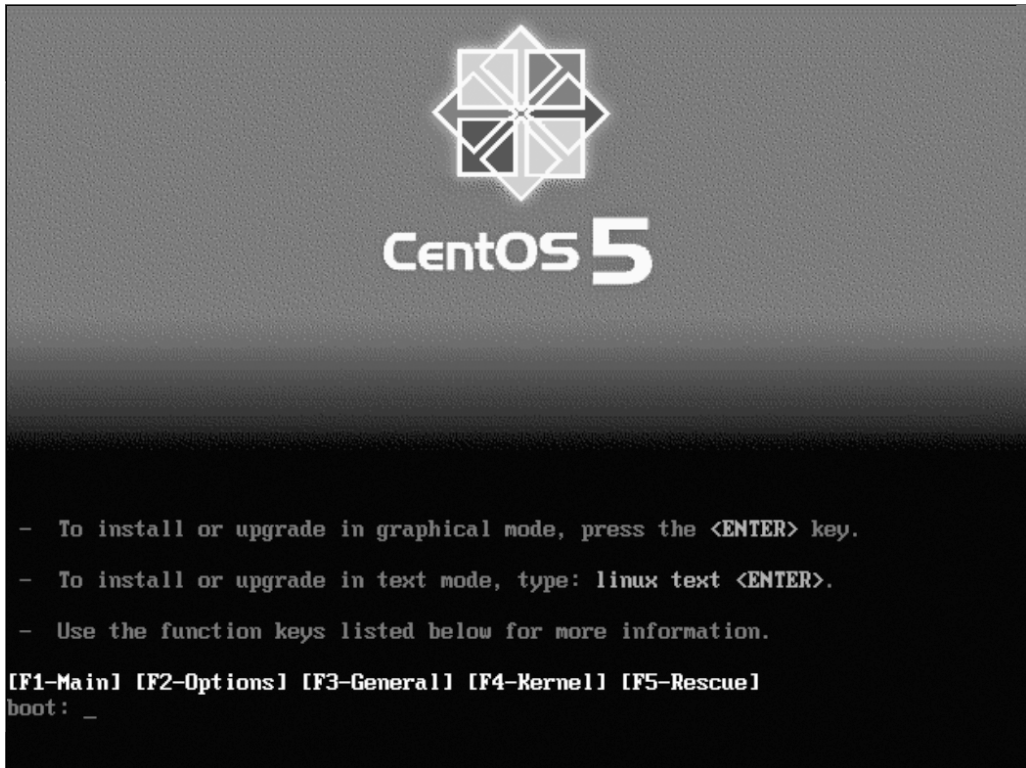 CentOS 5
-  To install or upgrade in graphical mode, press the <ENTER> key.
-  To install or upgrade in text mode, type: linux text <ENTER>.
-  Use the function keys listed below for more information.
[F1-Main] [F2-Options] [F3-General] [F4-Kernel] [F5-Rescue]
boot: _